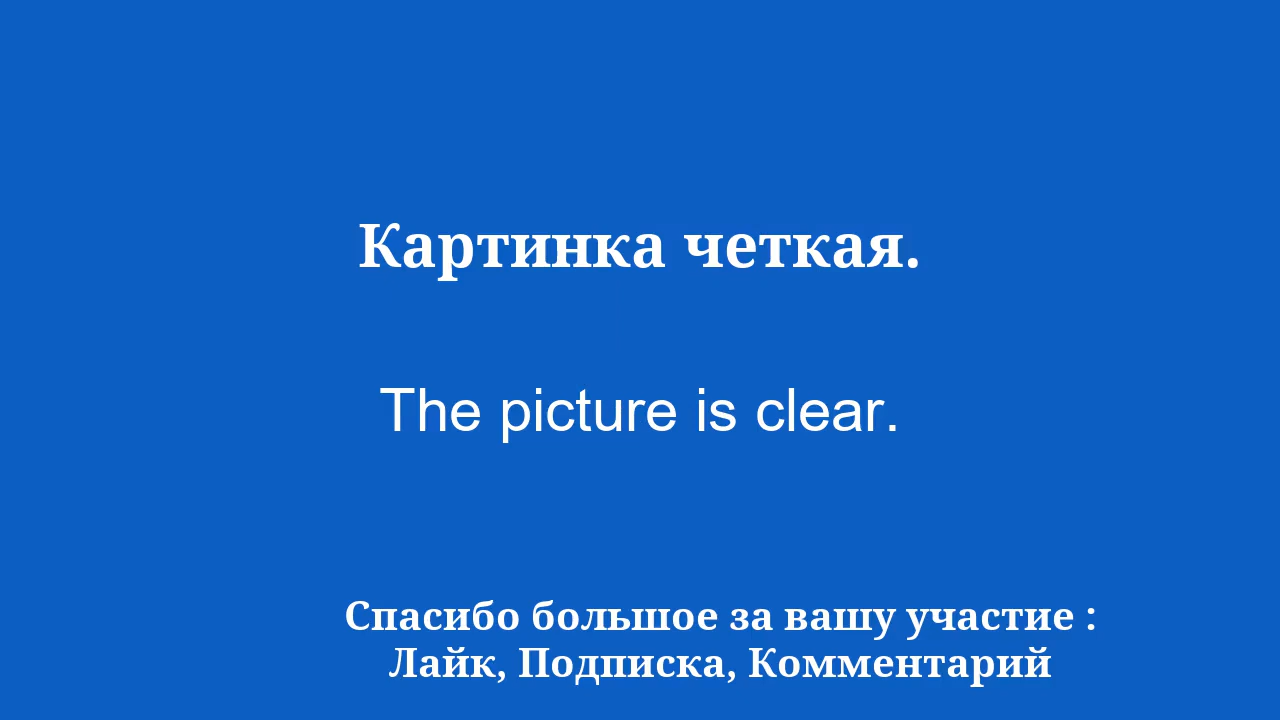 Картинка четкая.
The picture is clear.
Спасибо большое за вашу участие :
Лайк, Подписка, Комментарий